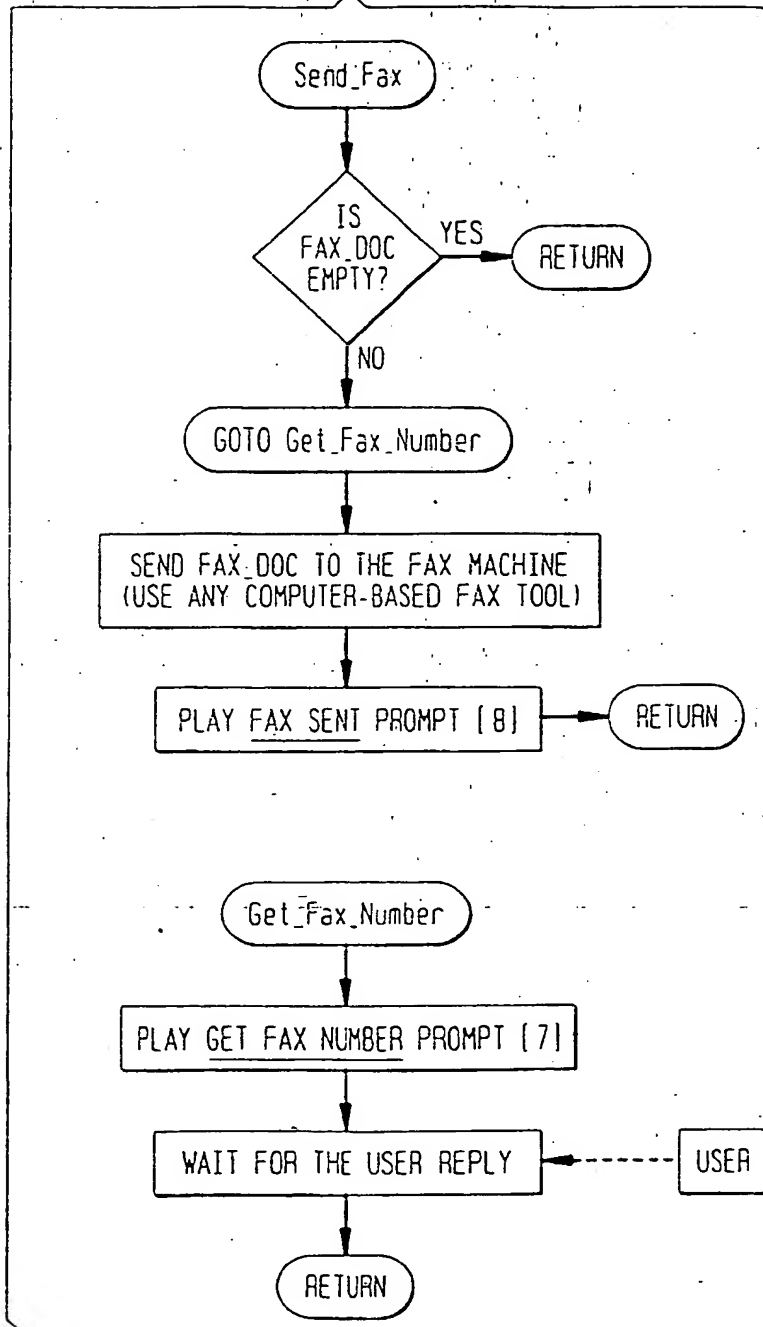 Send_Fax
IS
FAX_DOC
EMPTY?
YES
RETURN
NO
GOTO Get_Fax_Number
SEND FAX_DOC TO THE FAX MACHINE
(USE ANY COMPUTER-BASED FAX TOOL)
PLAY FAX SENT PROMPT [8]
RETURN
Get_Fax_Number
PLAY GET FAX NUMBER PROMPT [7]
WAIT FOR THE USER REPLY
USER
RETURN